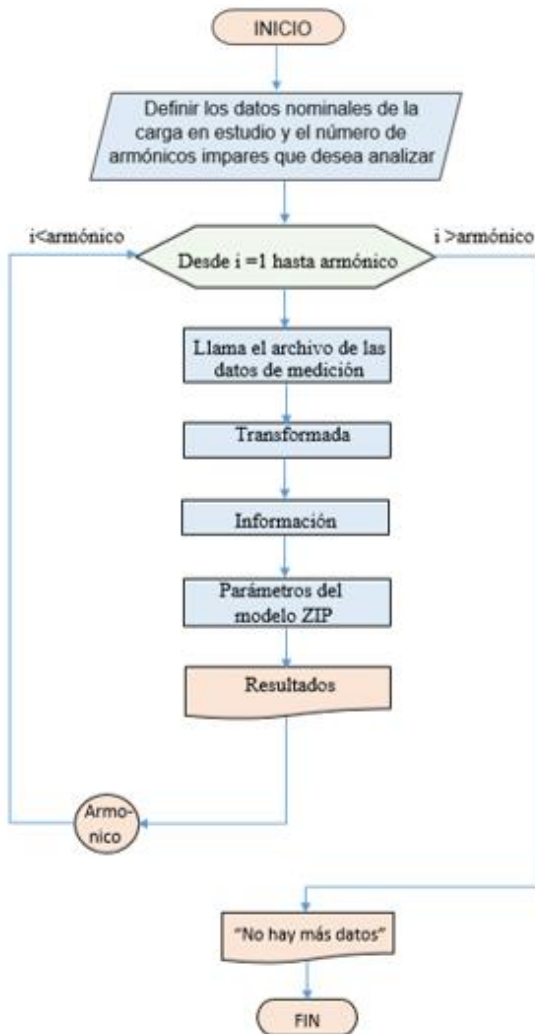 INICIO
Definir los datos nominales de la
carga en estudio y el número de
armónicos impares que desea analizar
i<armónico
i >armónico
Desde i =1 hasta armónico
Llama el archivo de las
datos de medición
Transformada
Información
Parámetros del
modelo ZIP
Resultados
Armo-
nico
“No hay más datos”
FIN